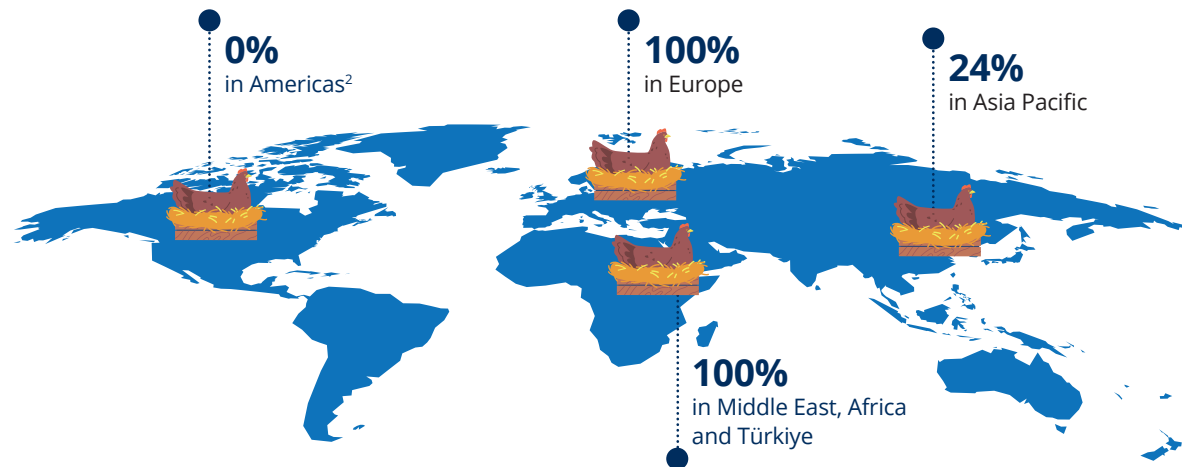 0%
in Americas²
100%
in Europe
24%
in Asia Pacific
100%
in Middle East, Africa
and Türkiye